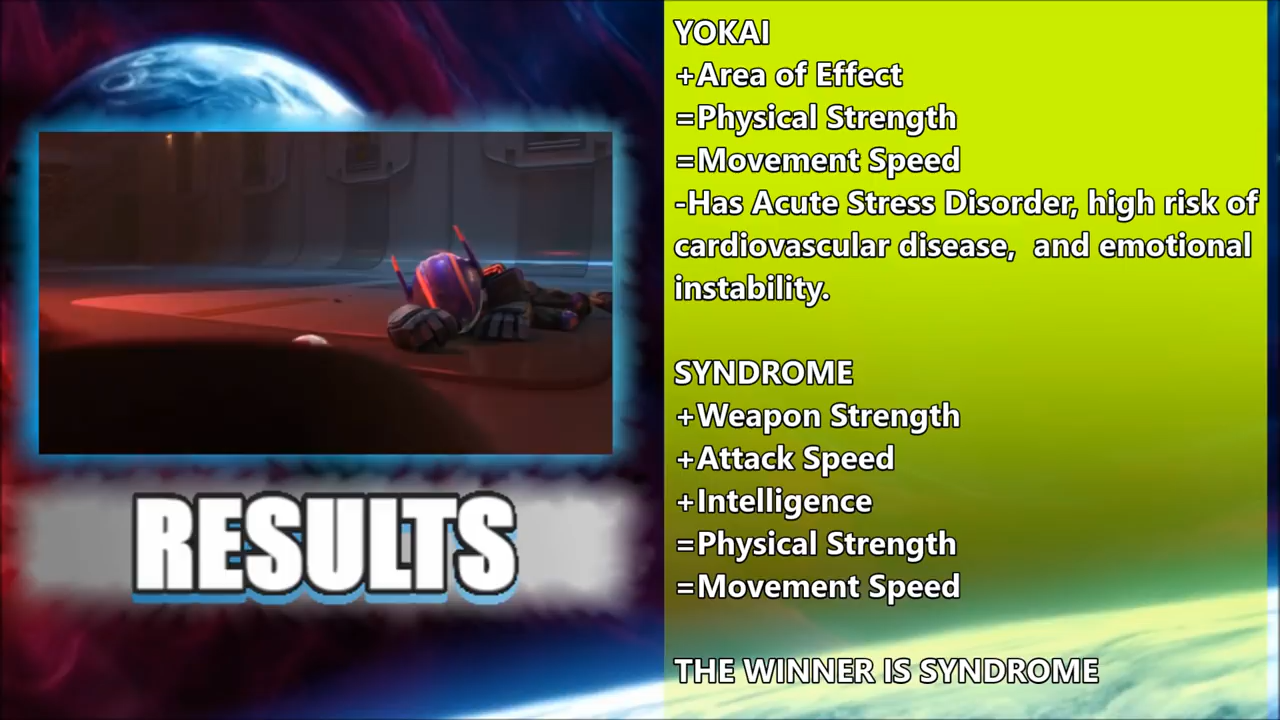 YOKAI
+Area of Effect
=Physical Strength
=Movement Speed
-Has Acute Stress Disorder, high risk of
cardiovascular disease,  and emotional
instability.
SYNDROME
+Weapon Strength
+Attack Speed
+Intelligence
=Physical Strength
=Movement Speed
THE WINNER IS SYNDROME
RESULTS